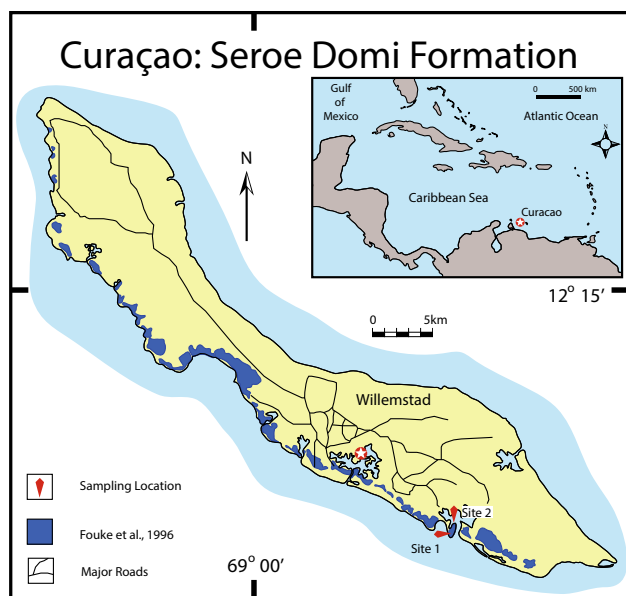 Curaçao: Seroe Domi Formation
Gulf
of
Mexico
0 500 km
Atlantic Ocean
N
Caribbean Sea
Curacao
N
12° 15’
0 5km
Willemstad
Sampling Location
Site 2
Fouke et al., 1996
Site 1
Major Roads
69° 00’